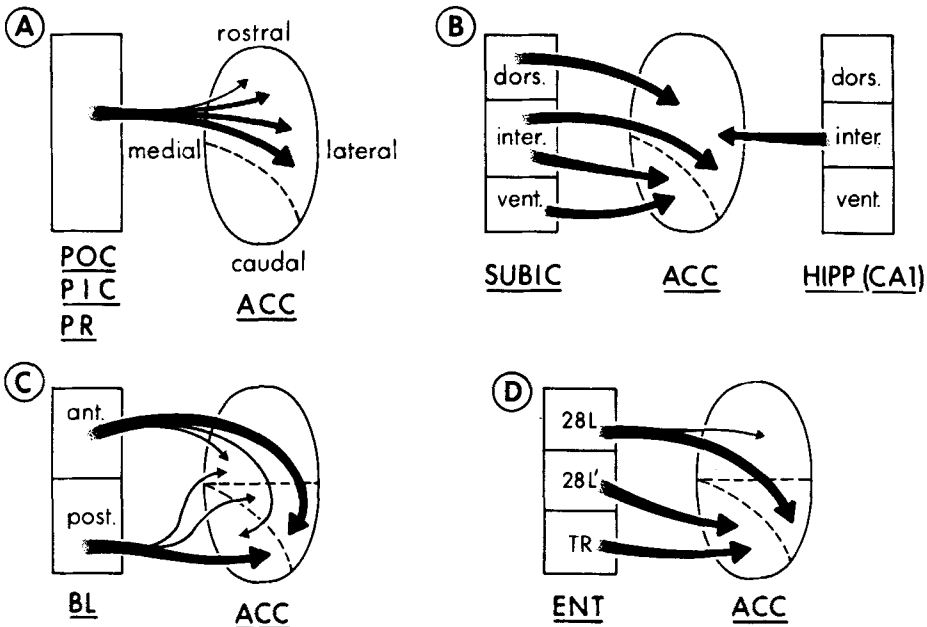 A
rostral
medial
lateral
caudal
POC
PIC
PR
ACC
B
dors.
inter.
vent.
dors.
inter.
vent.
SUBIC
ACC
HIPP (CA1)
C
ant.
post.
BL
ACC
D
28L
28L'
TR
ENT
ACC